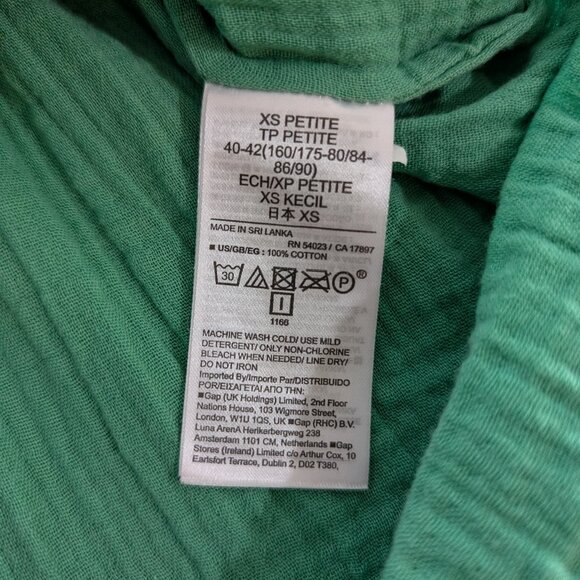 XS PETITE
TP PETITE
40-42(160/175-80/84-
86/90)
ECH/XP PETITE
XS KECIL
日本 XS
MADE IN SRI LANKA
RN 54023 / CA 17897
■ US/GB/EG : 100% COTTON
30 P ®
I
1166
MACHINE WASH COLD/ USE MILD
DETERGENT/ ONLY NON-CHLORINE
BLEACH WHEN NEEDED/ LINE DRY/
DO NOT IRON
Imported By/Importe Par/DISTRIBUIDO
POR/ΕΙΣΑΓΕΤΑΙ ΑΠΟ ΤΗΝ:
■Gap (UK Holdings) Limited, 2nd Floor
Nations House, 103 Wigmore Street,
London, W1U 1QS, UK ■Gap (RHC) B.V.
Luna ArenA Herikerbergweg 238
Amsterdam 1101 CM, Netherlands ■Gap
Stores (Ireland) Limited c/o Arthur Cox, 10
Earlsfort Terrace, Dublin 2, D02 T380,